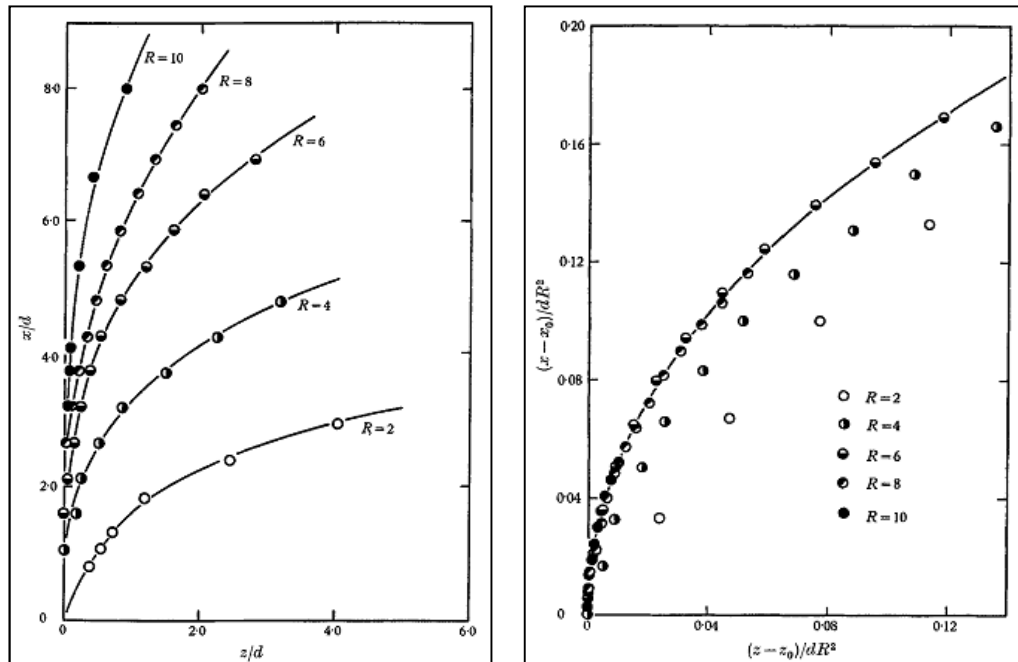 R = 10
R = 8
8·0
R = 6
6·0
x/d
R = 4
4·0
R = 2
2·0
0
0
2·0
4·0
6·0
z/d
0·20
0·16
0·12
(x − x₀)/dR²
0·08
R = 2
R = 4
R = 6
0·04
R = 8
R = 10
0
0
0·04
0·08
0·12
(z − z₀)/dR²